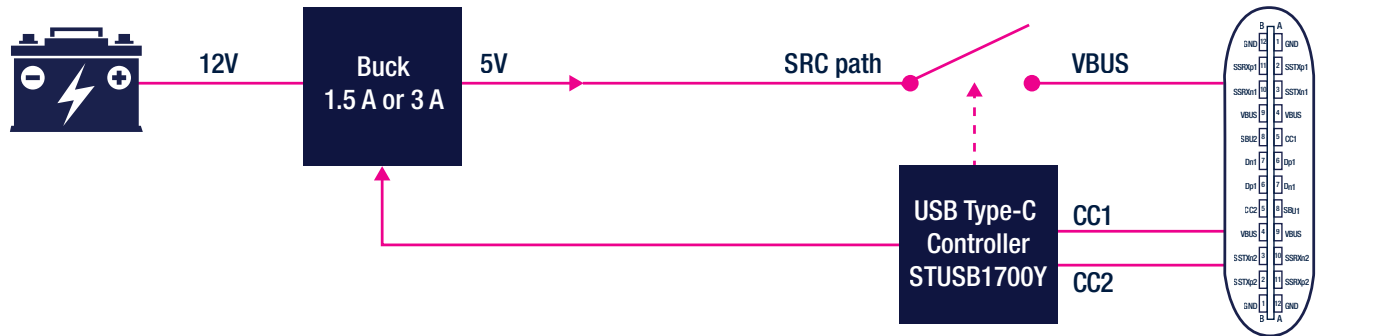 12V
Buck
1.5 A or 3 A
5V
SRC path
VBUS
USB Type-C
Controller
STUSB1700Y
CC1
CC2
B A
GND 12 1 GND
SSRXp1 11 2 SSTXp1
SSRXn1 10 3 SSTXn1
VBUS 9 4 VBUS
SBU2 8 5 CC1
Dn1 7 6 Dp1
Dp1 6 7 Dn1
CC2 5 8 SBU1
VBUS 4 9 VBUS
SSTXn2 3 10 SSRXn2
SSTXp2 2 11 SSRXp2
GND 1 12 GND
B A